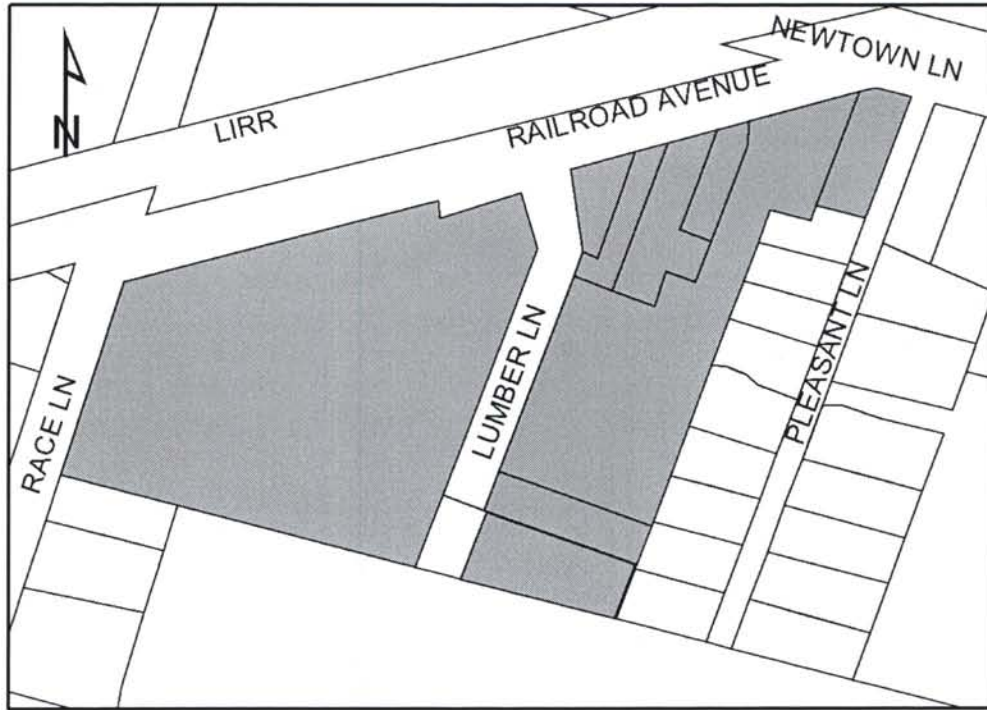 NEWTOWN LN
N
LIRR
RAILROAD AVENUE
RACE LN
LUMBER LN
PLEASANT LN